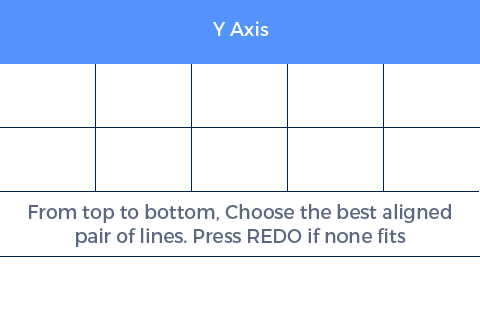 Y Axis
From top to bottom, Choose the best aligned
pair of lines. Press REDO if none fits